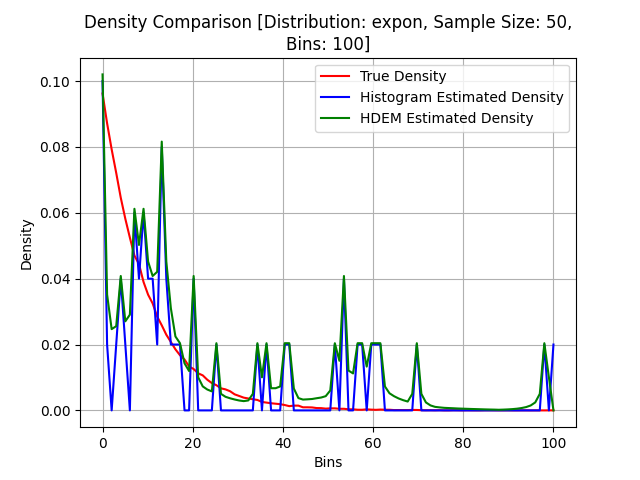 Density Comparison [Distribution: expon, Sample Size: 50,
Bins: 100]
True Density
Histogram Estimated Density
HDEM Estimated Density
Density
0.10
0.08
0.06
0.04
0.02
0.00
0 20 40 60 80 100
Bins